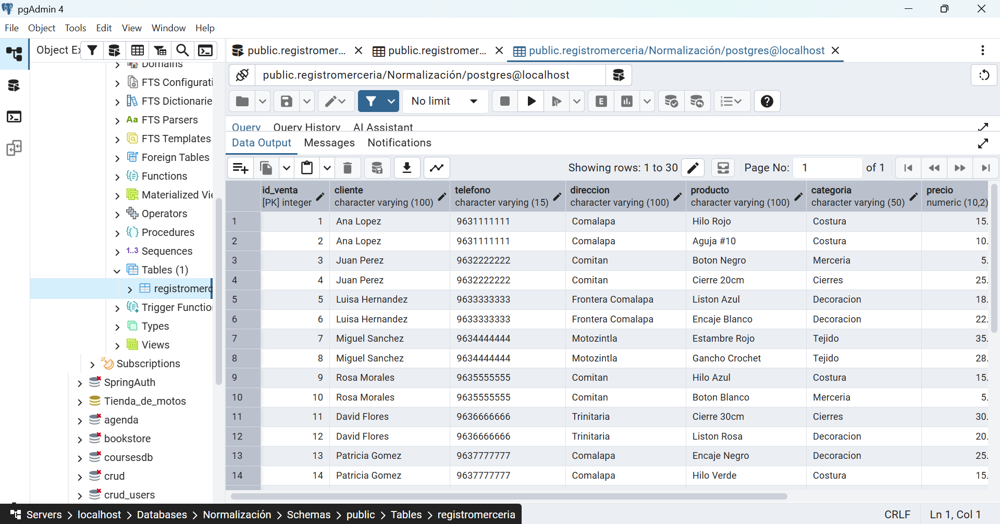 pgAdmin 4
File Object Tools Edit View Window Help
Object Ex
public.registromer... public.registromer... public.registromerceria/Normalización/postgres@localhost
public.registromerceria/Normalización/postgres@localhost
No limit
E
Query Query History AI Assistant
Data Output Messages Notifications
Showing rows: 1 to 30 Page No: 1 of 1
Domains
FTS Configurati
FTS Dictionarie
Aa FTS Parsers
FTS Templates
Foreign Tables
Functions
Materialized Vie
Operators
Procedures
1..3 Sequences
Tables (1)
registromerc
Trigger Functio
Types
Views
Subscriptions
SpringAuth
Tienda_de_motos
agenda
bookstore
coursesdb
crud
crud_users
id_venta cliente telefono direccion producto categoria precio
[PK] integer character varying (100) character varying (15) character varying (100) character varying (100) character varying (50) numeric (10,2)
1 1 Ana Lopez 9631111111 Comalapa Hilo Rojo Costura 15.
2 2 Ana Lopez 9631111111 Comalapa Aguja #10 Costura 10.
3 3 Juan Perez 9632222222 Comitan Boton Negro Merceria 5.
4 4 Juan Perez 9632222222 Comitan Cierre 20cm Cierres 25.
5 5 Luisa Hernandez 9633333333 Frontera Comalapa Liston Azul Decoracion 18.
6 6 Luisa Hernandez 9633333333 Frontera Comalapa Encaje Blanco Decoracion 22.
7 7 Miguel Sanchez 9634444444 Motozintla Estambre Rojo Tejido 35.
8 8 Miguel Sanchez 9634444444 Motozintla Gancho Crochet Tejido 28.
9 9 Rosa Morales 9635555555 Comitan Hilo Azul Costura 15.
10 10 Rosa Morales 9635555555 Comitan Boton Blanco Merceria 5.
11 11 David Flores 9636666666 Trinitaria Cierre 30cm Cierres 30.
12 12 David Flores 9636666666 Trinitaria Liston Rosa Decoracion 20.
13 13 Patricia Gomez 9637777777 Comalapa Encaje Negro Decoracion 25.
14 14 Patricia Gomez 9637777777 Comalapa Hilo Verde Costura 15.
Servers > localhost > Databases > Normalización > Schemas > public > Tables > registromerceria
CRLF Ln 1, Col 1